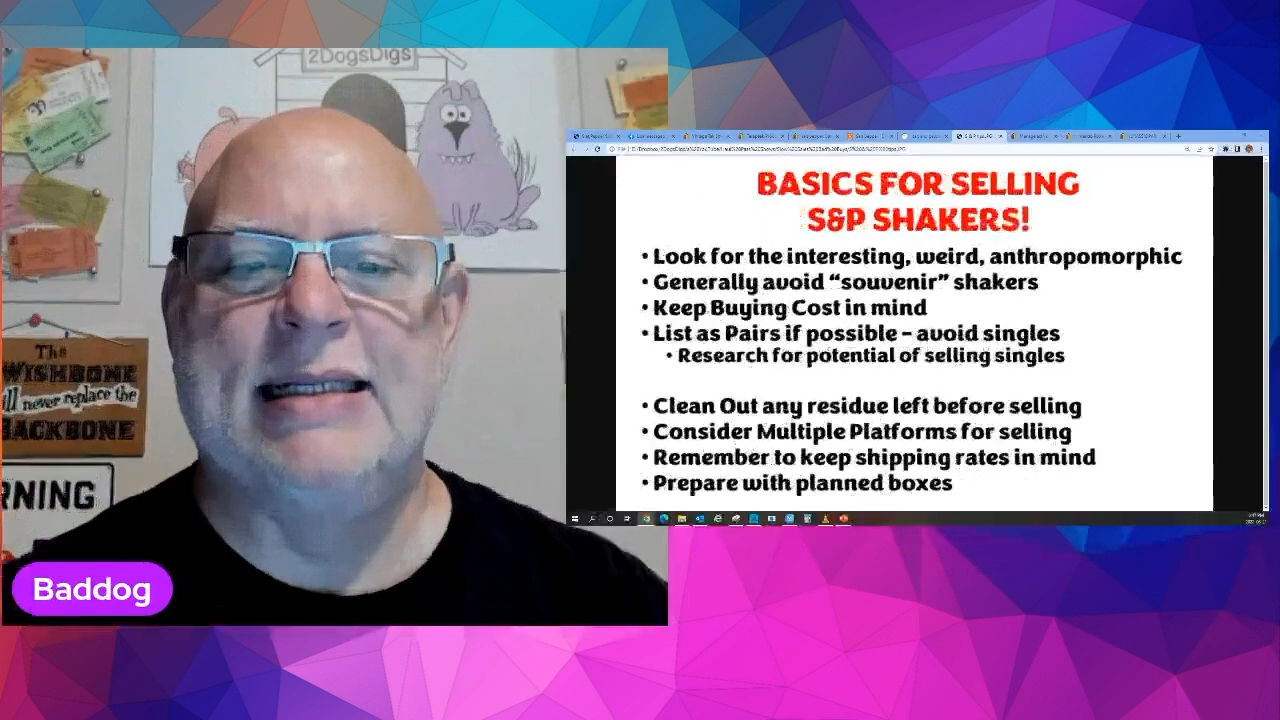 2DogsDigs
The
WISHBONE
ll never replace the
BACKBONE
RNING
Baddog
BASICS FOR SELLING
S&P SHAKERS!
• Look for the interesting, weird, anthropomorphic
• Generally avoid “souvenir” shakers
• Keep Buying Cost in mind
• List as Pairs if possible – avoid singles
• Research for potential of selling singles
• Clean Out any residue left before selling
• Consider Multiple Platforms for selling
• Remember to keep shipping rates in mind
• Prepare with planned boxes